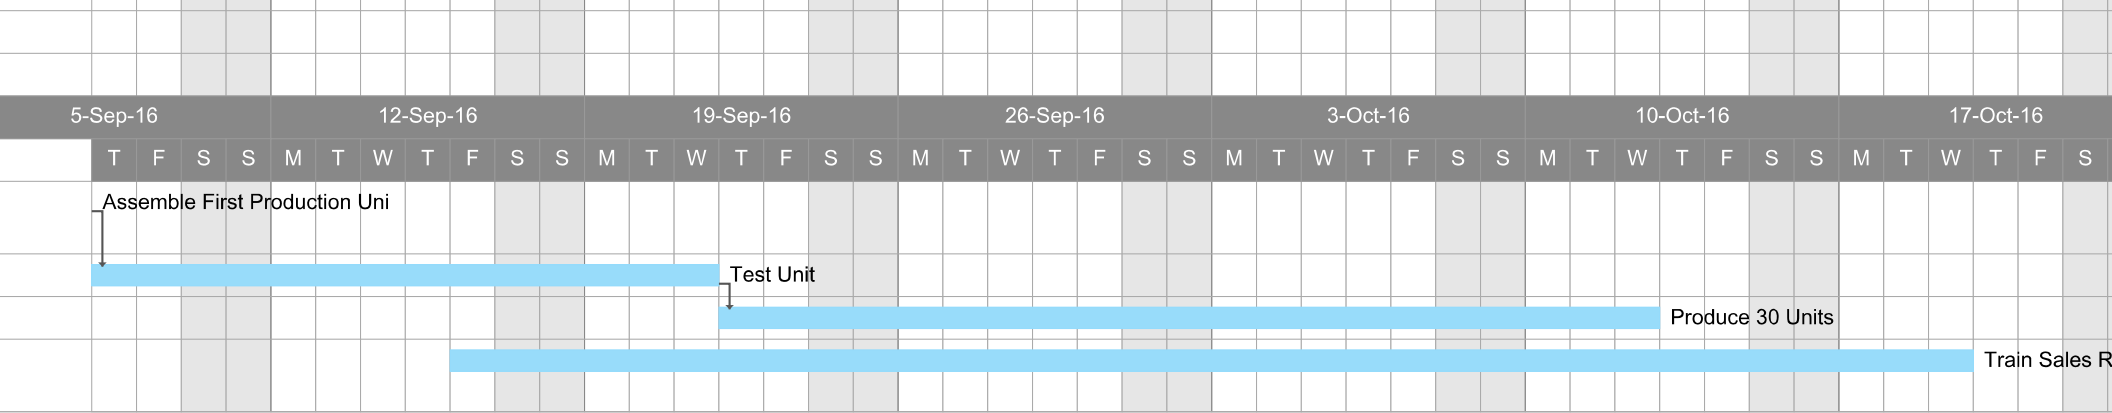 5-Sep-16 12-Sep-16 19-Sep-16 26-Sep-16 3-Oct-16 10-Oct-16 17-Oct-16
T F S S M T W T F S S M T W T F S S M T W T F S S M T W T F S S M T W T F S S M T W T F S
Assemble First Production Uni
Test Unit
Produce 30 Units
Train Sales R